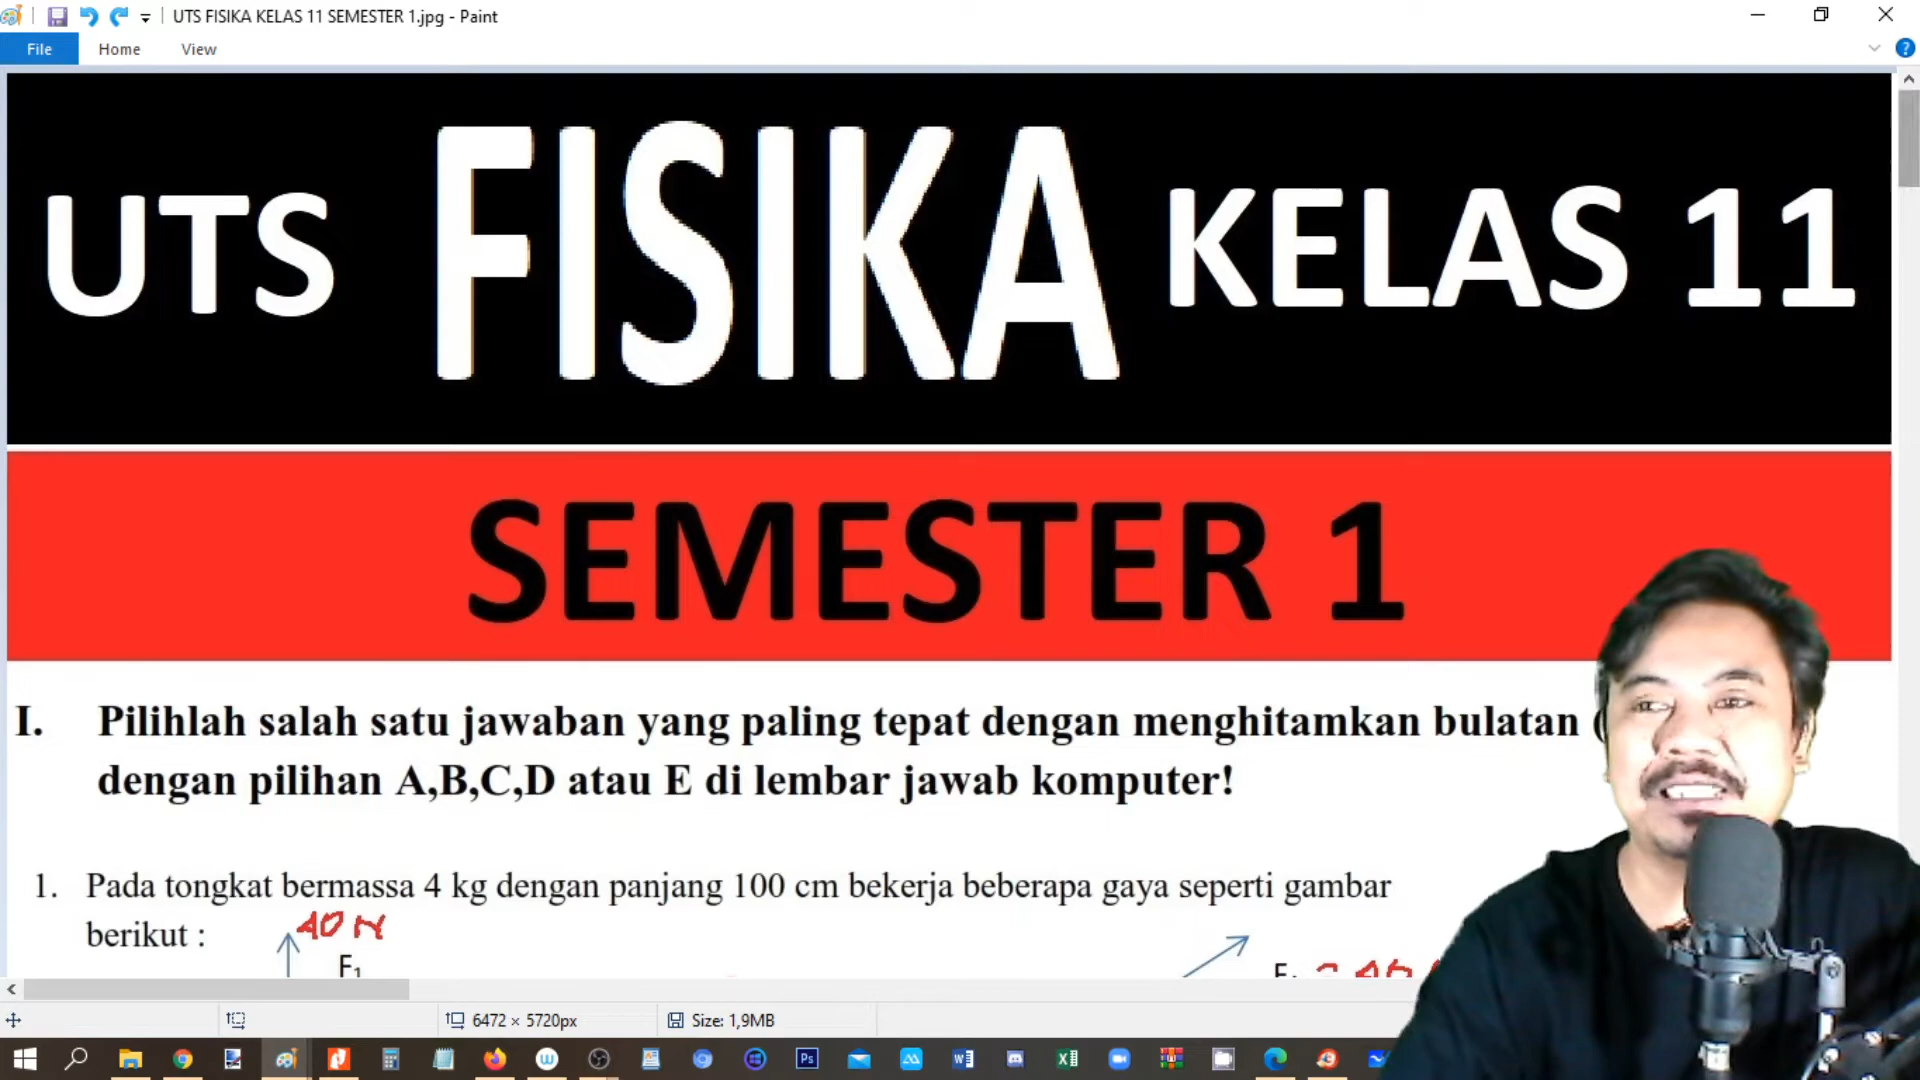 UTS FISIKA KELAS 11 SEMESTER 1.jpg - Paint
File Home View
UTS FISIKA KELAS 11
SEMESTER 1
I. Pilihlah salah satu jawaban yang paling tepat dengan menghitamkan bulatan
dengan pilihan A,B,C,D atau E di lembar jawab komputer!
1. Pada tongkat bermassa 4 kg dengan panjang 100 cm bekerja beberapa gaya seperti gambar
berikut :
40 N
F1
6472 × 5720px
Size: 1,9MB